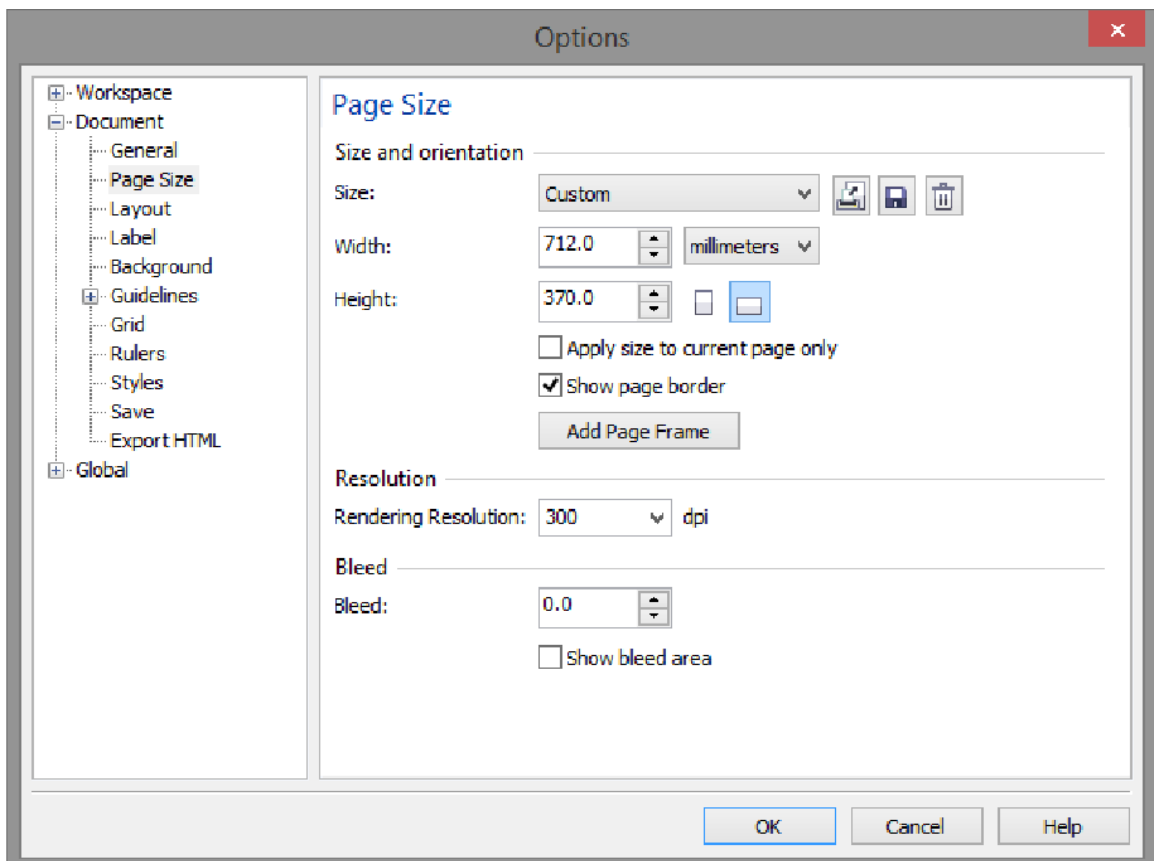 Options
Workspace
Document
General
Page Size
Layout
Label
Background
Guidelines
Grid
Rulers
Styles
Save
Export HTML
Global
Page Size
Size and orientation
Size: Custom
Width: 712.0 millimeters
Height: 370.0
Apply size to current page only
Show page border
Add Page Frame
Resolution
Rendering Resolution: 300 dpi
Bleed
Bleed: 0.0
Show bleed area
OK Cancel Help